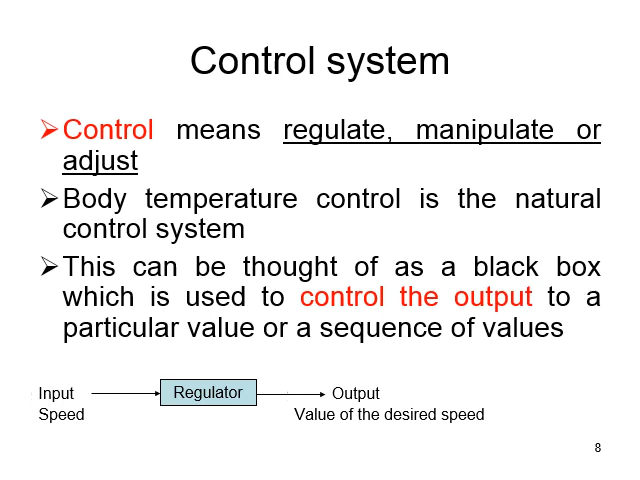 Control system
➢Control means regulate, manipulate or
adjust
➢Body temperature control is the natural
control system
➢This can be thought of as a black box
which is used to control the output to a
particular value or a sequence of values
Input Regulator Output
Speed Value of the desired speed
8